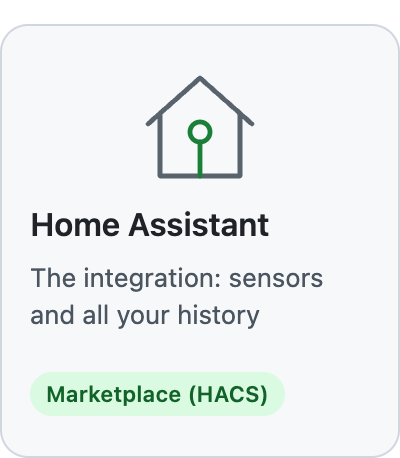 Home Assistant
The integration: sensors
and all your history
Marketplace (HACS)